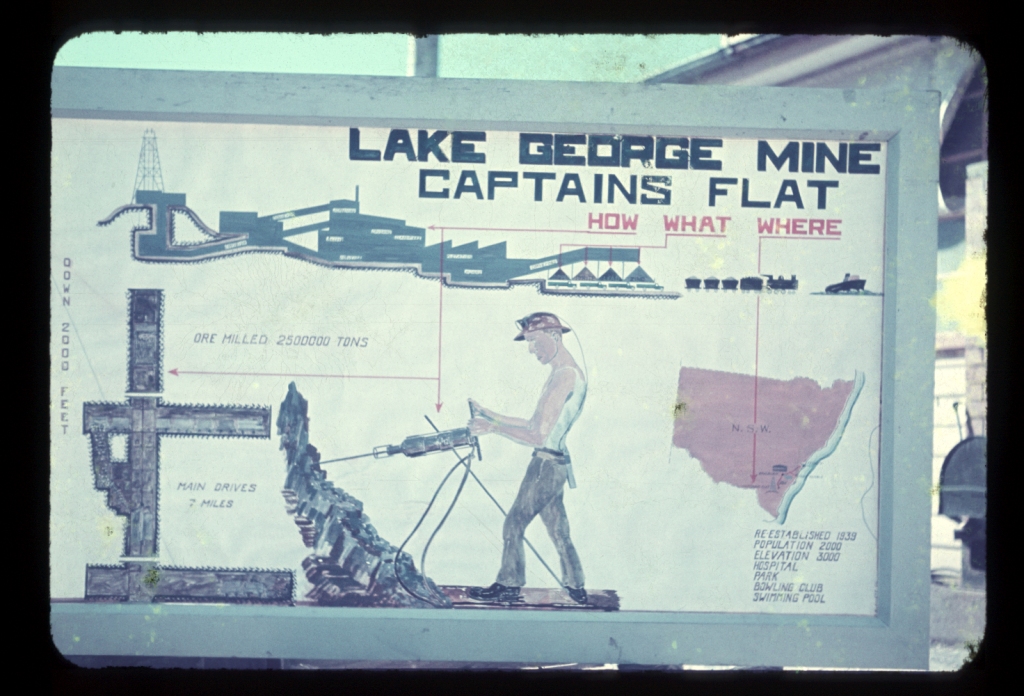 LAKE GEORGE MINE
CAPTAINS FLAT
HOW WHAT WHERE
DOWN 2000 FEET
ORE MILLED 2500000 TONS
MAIN DRIVES
7 MILES
N.S.W.
RE-ESTABLISHED 1939
POPULATION 2000
ELEVATION 3000
HOSPITAL
PARK
BOWLING CLUB
SWIMMING POOL